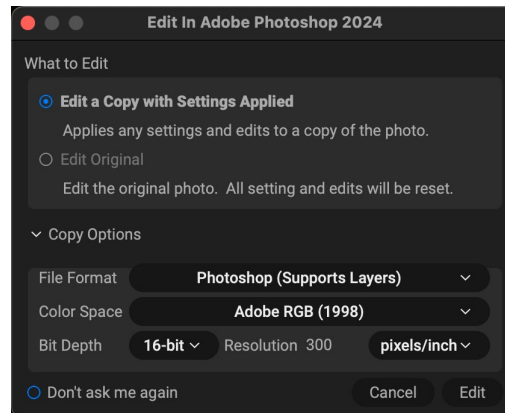 Edit In Adobe Photoshop 2024
What to Edit
Edit a Copy with Settings Applied
Applies any settings and edits to a copy of the photo.
Edit Original
Edit the original photo. All setting and edits will be reset.
Copy Options
File Format Photoshop (Supports Layers)
Color Space Adobe RGB (1998)
Bit Depth 16-bit Resolution 300 pixels/inch
Don't ask me again Cancel Edit